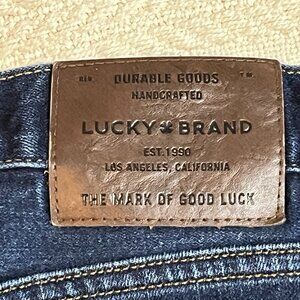 DURABLE GOODS
HANDCRAFTED
LUCKY BRAND
EST. 1990
LOS ANGELES, CALIFORNIA
THE MARK OF GOOD LUCK